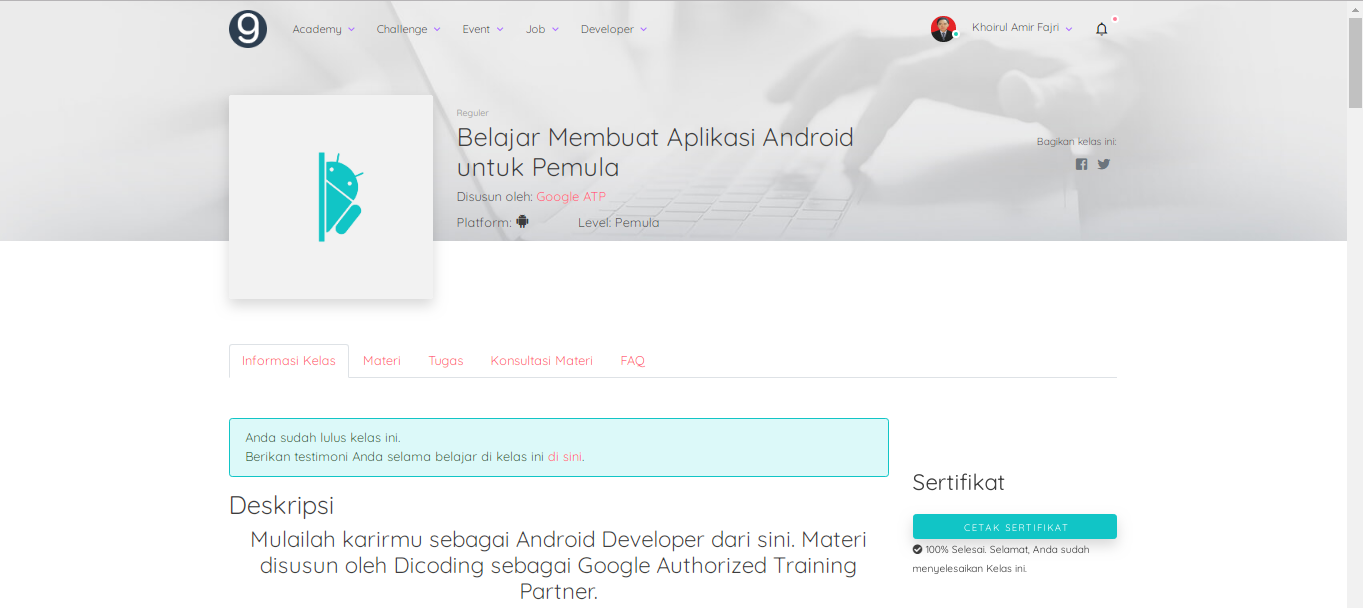 9 Academy Challenge Event Job Developer Khoirul Amir Fajri
Reguler
Belajar Membuat Aplikasi Android
untuk Pemula
Bagikan kelas ini:
Disusun oleh: Google ATP
Platform: Level: Pemula
Informasi Kelas Materi Tugas Konsultasi Materi FAQ
Anda sudah lulus kelas ini.
Berikan testimoni Anda selama belajar di kelas ini di sini.
Deskripsi
Mulailah karirmu sebagai Android Developer dari sini. Materi
disusun oleh Dicoding sebagai Google Authorized Training
Partner.
Sertifikat
CETAK SERTIFIKAT
100% Selesai. Selamat, Anda sudah
menyelesaikan Kelas ini.